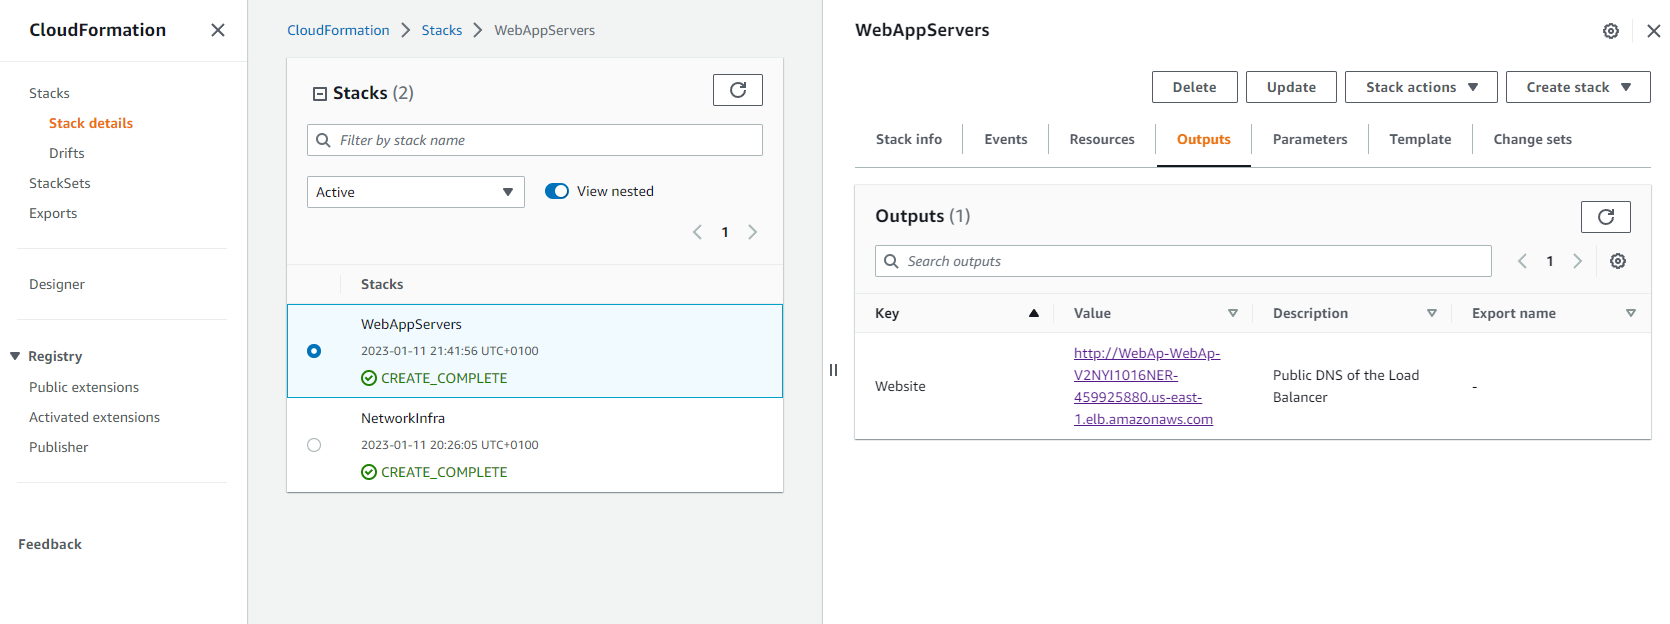 CloudFormation
Stacks
Stack details
Drifts
StackSets
Exports
Designer
Registry
Public extensions
Activated extensions
Publisher
Feedback
CloudFormation Stacks WebAppServers
Stacks (2)
Filter by stack name
Active View nested
1
Stacks
WebAppServers
2023-01-11 21:41:56 UTC+0100
CREATE_COMPLETE
NetworkInfra
2023-01-11 20:26:05 UTC+0100
CREATE_COMPLETE
WebAppServers
Delete Update Stack actions Create stack
Stack info Events Resources Outputs Parameters Template Change sets
Outputs (1)
Search outputs 1
Key Value Description Export name
Website
http://WebAp-WebAp-
V2NYI1016NER-
459925880.us-east-
1.elb.amazonaws.com
Public DNS of the Load
Balancer
-